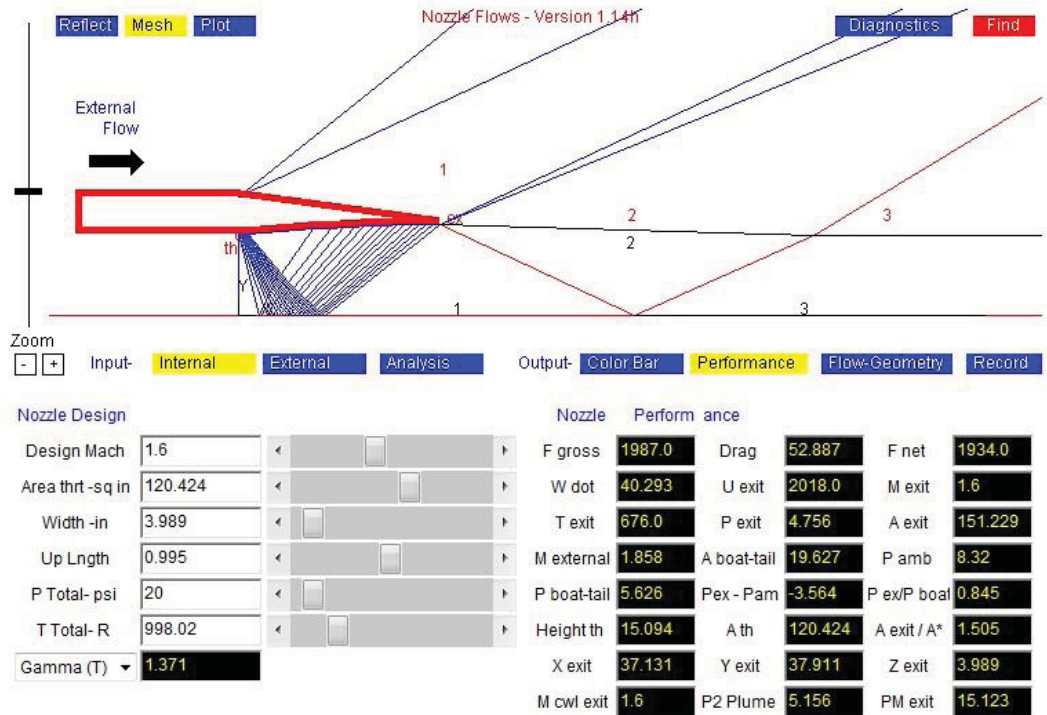 Nozzle Flows - Version 1.14h
Reflect Mesh Plot
Diagnostics Find
External
Flow
1
ex
2
2
3
th
Y
1
3
Zoom
- + Input- Internal External Analysis Output- Color Bar Performance Flow-Geometry Record
Nozzle Design Nozzle Perform ance
Design Mach 1.6 F gross 1987.0 Drag 52.887 F net 1934.0
Area thrt -sq in 120.424 W dot 40.293 U exit 2018.0 M exit 1.6
Width -in 3.989 T exit 676.0 P exit 4.756 A exit 151.229
Up Lngth 0.995 M external 1.858 A boat-tail 19.627 P amb 8.32
P Total- psi 20 P boat-tail 5.626 Pex - Pam -3.564 P ex/P boat 0.845
T Total- R 998.02 Height th 15.094 A th 120.424 A exit / A* 1.505
Gamma (T) 1.371 X exit 37.131 Y exit 37.911 Z exit 3.989
M cwl exit 1.6 P2 Plume 5.156 PM exit 15.123